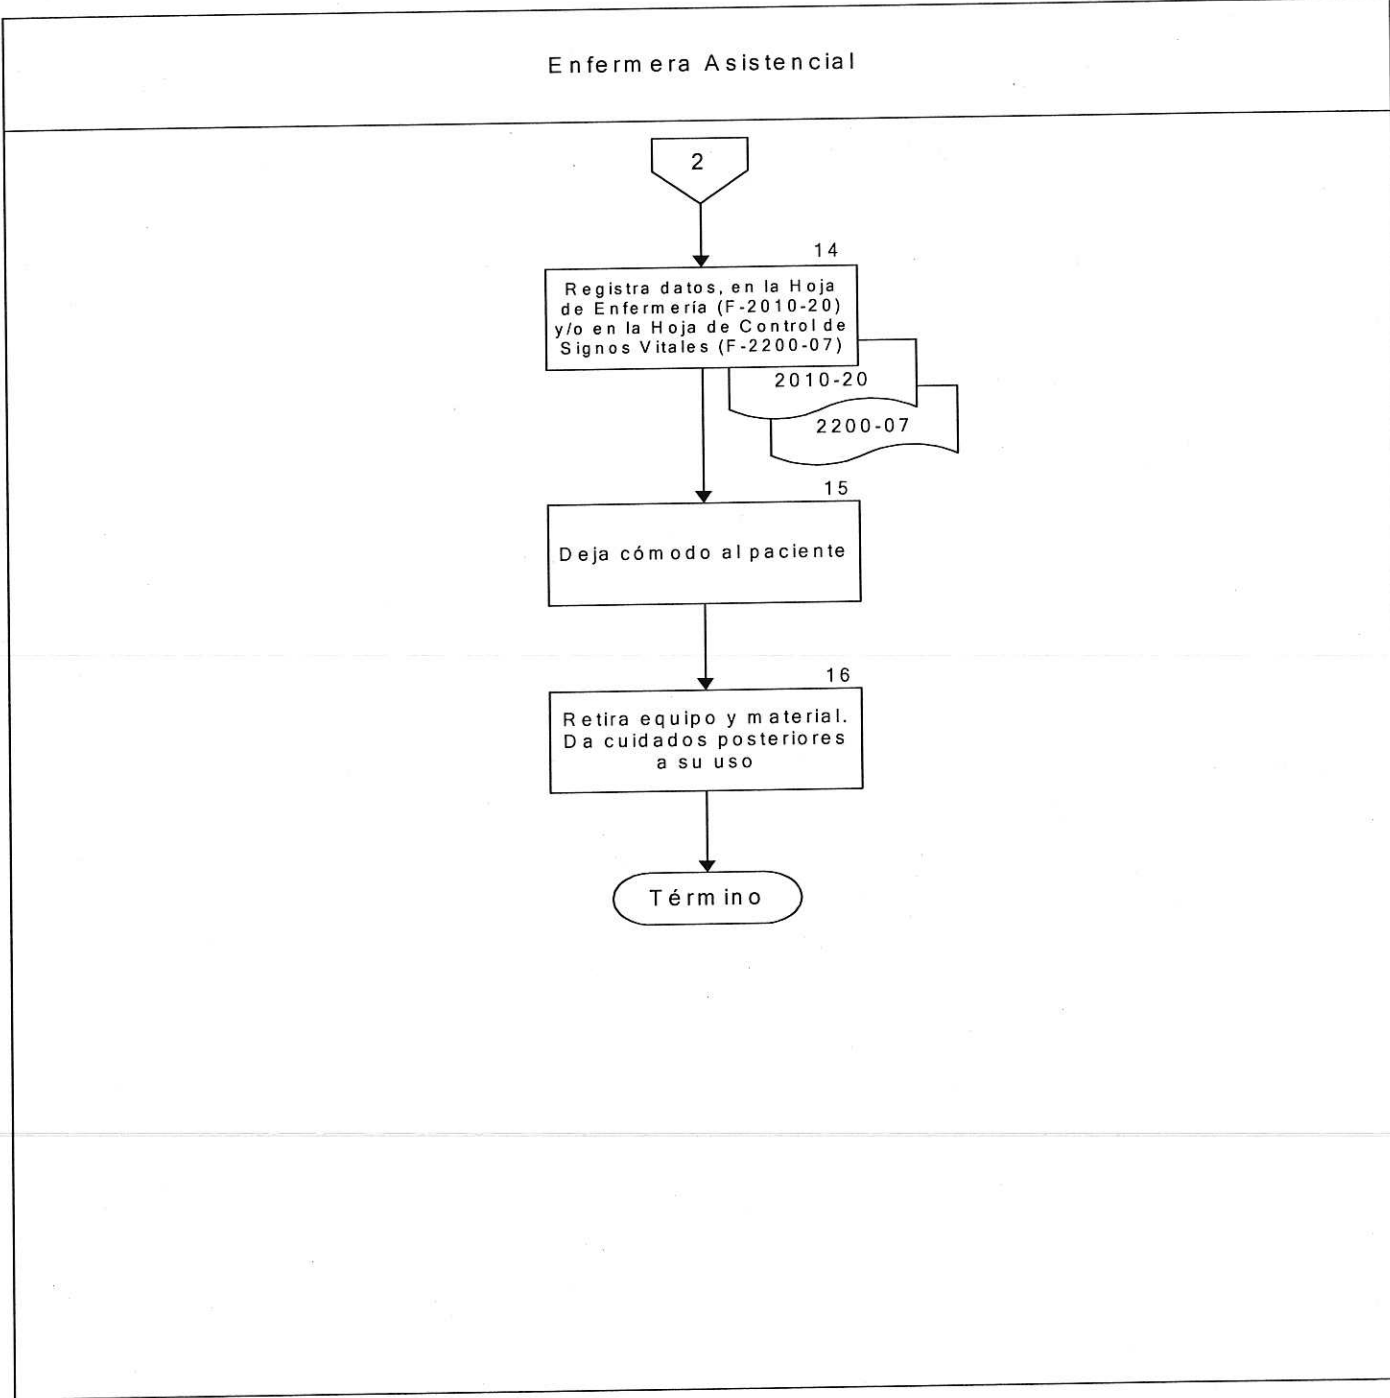 Enfermera Asistencial
2
14
Registra datos, en la Hoja
de Enfermería (F-2010-20)
y/o en la Hoja de Control de
Signos Vitales (F-2200-07)
2010-20
2200-07
15
Deja cómodo al paciente
16
Retira equipo y material.
Da cuidados posteriores
a su uso
Término